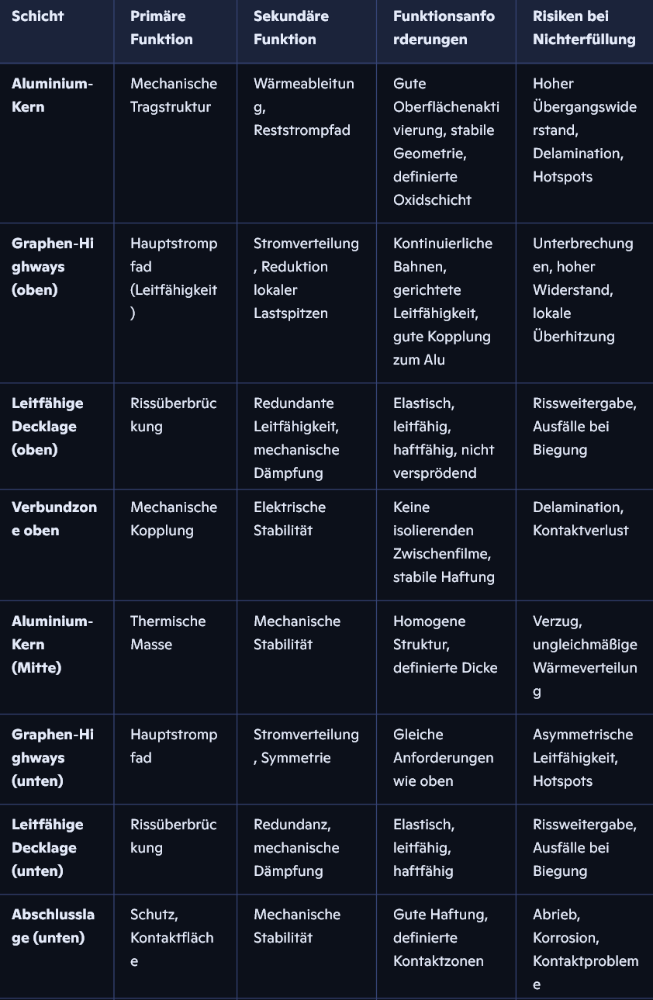 Schicht
Primäre
Funktion
Sekundäre
Funktion
Funktionsanfo
rderungen
Risiken bei
Nichterfüllung
Aluminium-
Kern
Mechanische
Tragstruktur
Wärmeableitun
g,
Reststrompfad
Gute
Oberflächenakti
vierung, stabile
Geometrie,
definierte
Oxidschicht
Hoher
Übergangswide
rstand,
Delamination,
Hotspots
Graphen-Hi
ghways
(oben)
Hauptstromp
fad
(Leitfähigkeit
)
Stromverteilung
, Reduktion
lokaler
Lastspitzen
Kontinuierliche
Bahnen,
gerichtete
Leitfähigkeit,
gute Kopplung
zum Alu
Unterbrechung
en, hoher
Widerstand,
lokale
Überhitzung
Leitfähige
Decklage
(oben)
Rissüberbrüc
kung
Redundante
Leitfähigkeit,
mechanische
Dämpfung
Elastisch,
leitfähig,
haftfähig, nicht
versprödend
Rissweitergabe,
Ausfälle bei
Biegung
Verbundzon
e oben
Mechanische
Kopplung
Elektrische
Stabilität
Keine
isolierenden
Zwischenfilme,
stabile Haftung
Delamination,
Kontaktverlust
Aluminium-
Kern
(Mitte)
Thermische
Masse
Mechanische
Stabilität
Homogene
Struktur,
definierte Dicke
Verzug,
ungleichmäßige
Wärmeverteilun
g
Graphen-Hi
ghways
(unten)
Hauptstromp
fad
Stromverteilung
, Symmetrie
Gleiche
Anforderungen
wie oben
Asymmetrische
Leitfähigkeit,
Hotspots
Leitfähige
Decklage
(unten)
Rissüberbrüc
kung
Redundanz,
mechanische
Dämpfung
Elastisch,
leitfähig,
haftfähig
Rissweitergabe,
Ausfälle bei
Biegung
Abschlussla
ge (unten)
Schutz,
Kontaktfläch
e
Mechanische
Stabilität
Gute Haftung,
definierte
Kontaktzonen
Abrieb,
Korrosion,
Kontaktproblem
e